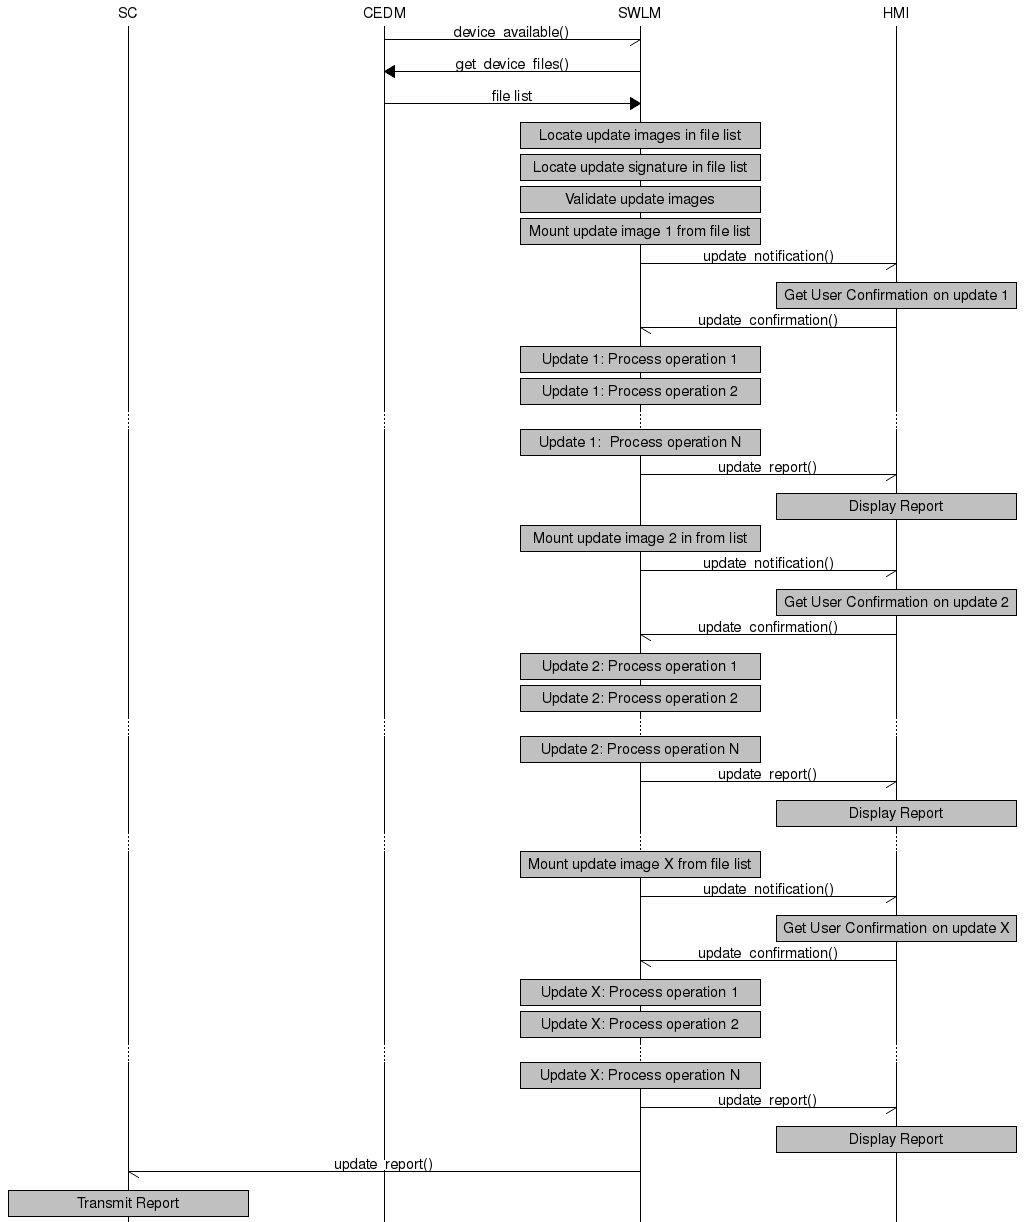 SC CEDM SWLM HMI
device_available()
get_device_files()
file list
Locate update images in file list
Locate update signature in file list
Validate update images
Mount update image 1 from file list
update_notification()
Get User Confirmation on update 1
update_confirmation()
Update 1: Process operation 1
Update 1: Process operation 2
Update 1:  Process operation N
update_report()
Display Report
Mount update image 2 in from list
update_notification()
Get User Confirmation on update 2
update_confirmation()
Update 2: Process operation 1
Update 2: Process operation 2
Update 2: Process operation N
update_report()
Display Report
Mount update image X from file list
update_notification()
Get User Confirmation on update X
update_confirmation()
Update X: Process operation 1
Update X: Process operation 2
Update X: Process operation N
update_report()
Display Report
update_report()
Transmit Report